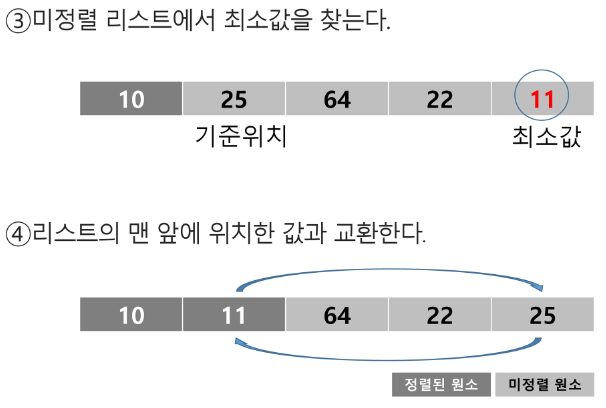 ③미정렬 리스트에서 최소값을 찾는다.
10 25 64 22 11
기준위치 최소값
④리스트의 맨 앞에 위치한 값과 교환한다.
10 11 64 22 25
정렬된 원소 미정렬 원소